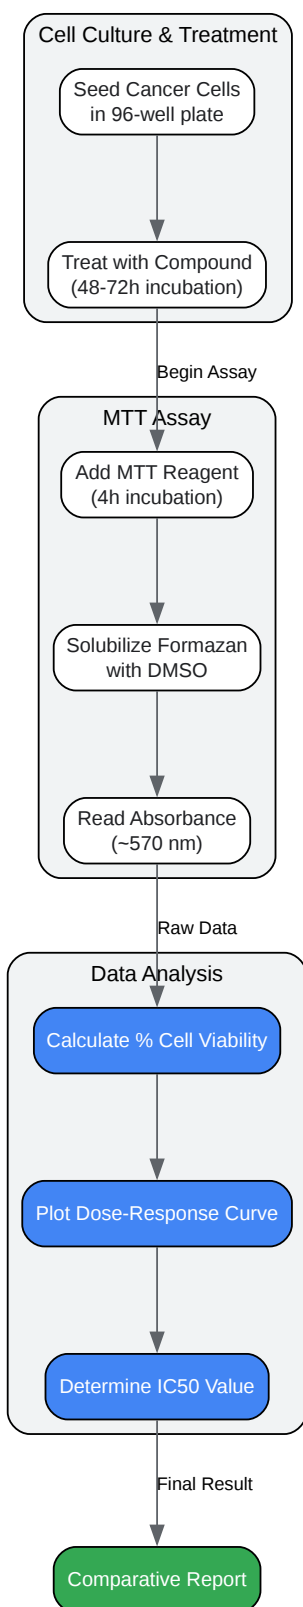 Cell Culture & Treatment
Seed Cancer Cells
in 96-well plate
Treat with Compound
(48-72h incubation)
Begin Assay
MTT Assay
Add MTT Reagent
(4h incubation)
Solubilize Formazan
with DMSO
Read Absorbance
(~570 nm)
Raw Data
Data Analysis
Calculate % Cell Viability
Plot Dose-Response Curve
Determine IC50 Value
Final Result
Comparative Report